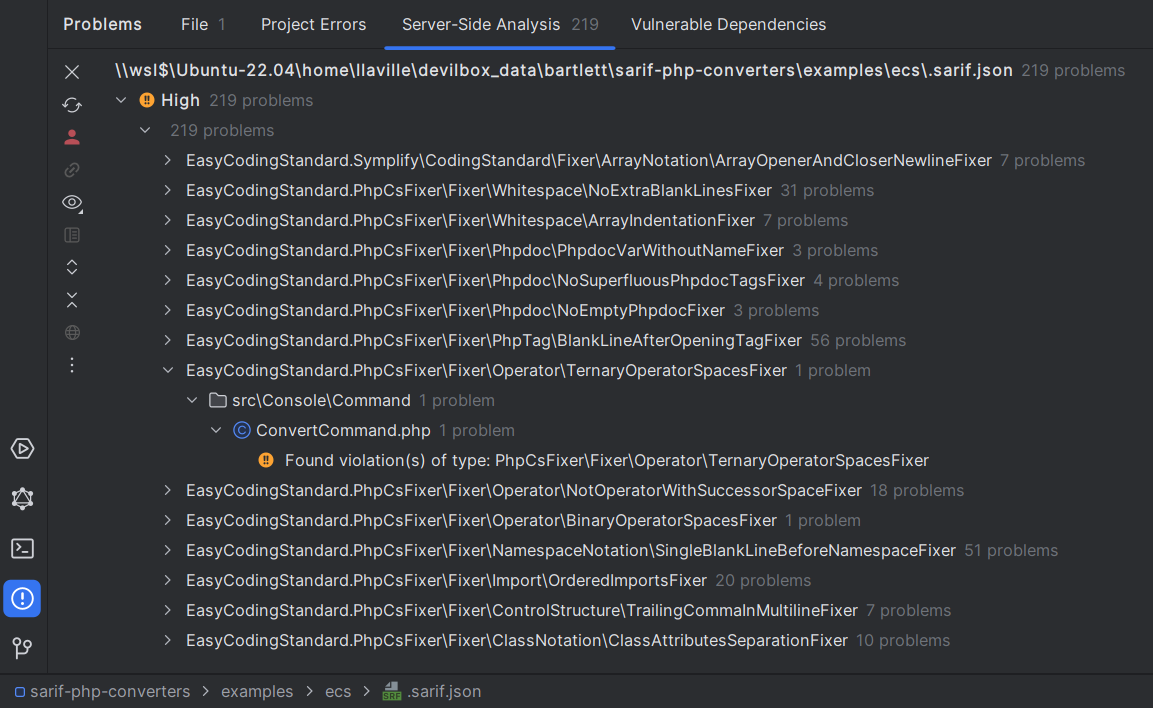 Problems File 1 Project Errors Server-Side Analysis 219 Vulnerable Dependencies
\\wsl$\Ubuntu-22.04\home\llaville\devilbox_data\bartlett\sarif-php-converters\examples\ecs\.sarif.json 219 problems
High 219 problems
219 problems
EasyCodingStandard.Symplify\CodingStandard\Fixer\ArrayNotation\ArrayOpenerAndCloserNewlineFixer 7 problems
EasyCodingStandard.PhpCsFixer\Fixer\Whitespace\NoExtraBlankLinesFixer 31 problems
EasyCodingStandard.PhpCsFixer\Fixer\Whitespace\ArrayIndentationFixer 7 problems
EasyCodingStandard.PhpCsFixer\Fixer\Phpdoc\PhpdocVarWithoutNameFixer 3 problems
EasyCodingStandard.PhpCsFixer\Fixer\Phpdoc\NoSuperfluousPhpdocTagsFixer 4 problems
EasyCodingStandard.PhpCsFixer\Fixer\Phpdoc\NoEmptyPhpdocFixer 3 problems
EasyCodingStandard.PhpCsFixer\Fixer\PhpTag\BlankLineAfterOpeningTagFixer 56 problems
EasyCodingStandard.PhpCsFixer\Fixer\Operator\TernaryOperatorSpacesFixer 1 problem
src\Console\Command 1 problem
ConvertCommand.php 1 problem
Found violation(s) of type: PhpCsFixer\Fixer\Operator\TernaryOperatorSpacesFixer
EasyCodingStandard.PhpCsFixer\Fixer\Operator\NotOperatorWithSuccessorSpaceFixer 18 problems
EasyCodingStandard.PhpCsFixer\Fixer\Operator\BinaryOperatorSpacesFixer 1 problem
EasyCodingStandard.PhpCsFixer\Fixer\NamespaceNotation\SingleBlankLineBeforeNamespaceFixer 51 problems
EasyCodingStandard.PhpCsFixer\Fixer\Import\OrderedImportsFixer 20 problems
EasyCodingStandard.PhpCsFixer\Fixer\ControlStructure\TrailingCommaInMultilineFixer 7 problems
EasyCodingStandard.PhpCsFixer\Fixer\ClassNotation\ClassAttributesSeparationFixer 10 problems
sarif-php-converters > examples > ecs > SRF .sarif.json